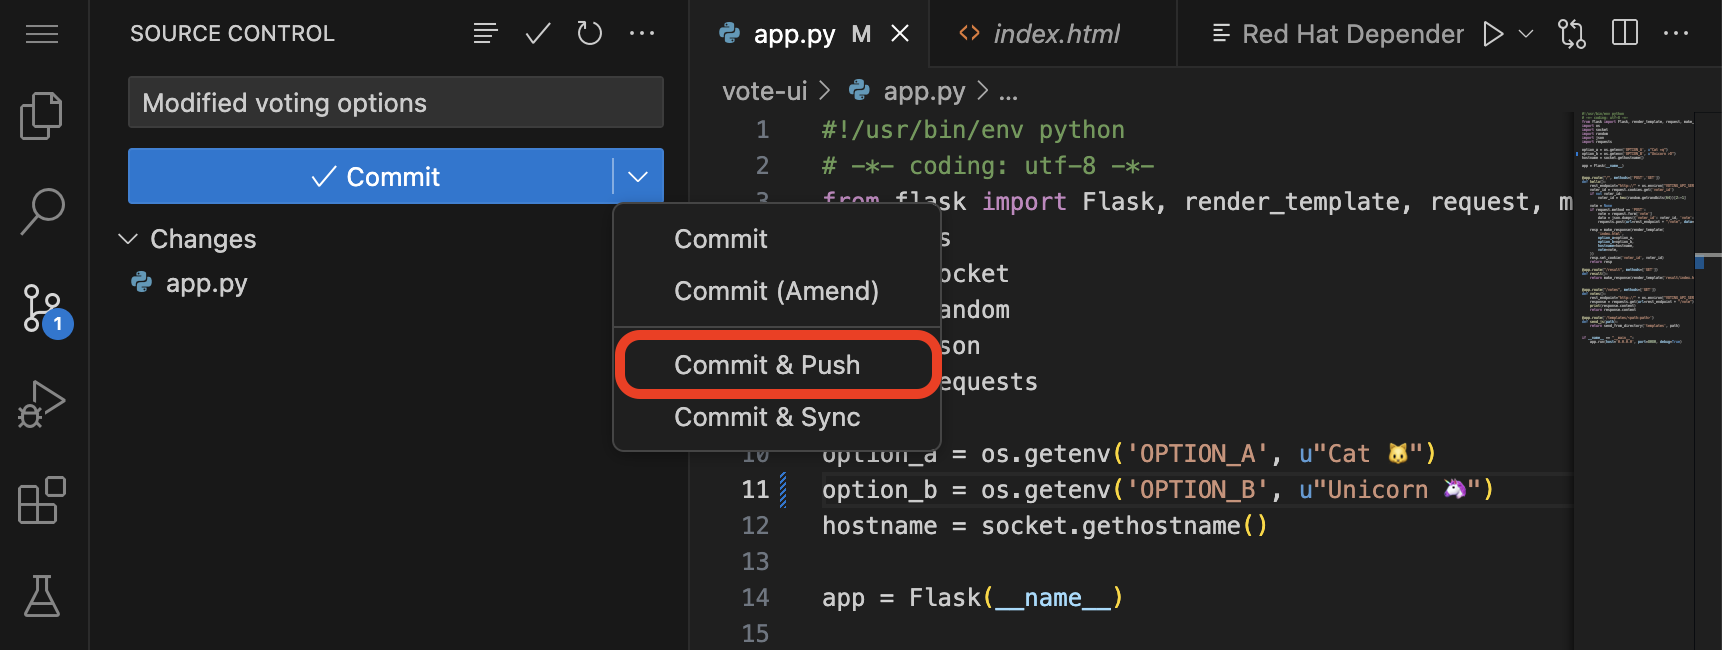 SOURCE CONTROL
Modified voting options
Commit
Changes
app.py
1
Commit
Commit (Amend)
Commit & Push
Commit & Sync
app.py M
index.html
Red Hat Depender
vote-ui > app.py > ...
1 #!/usr/bin/env python
2 # -*- coding: utf-8 -*-
3 from flask import Flask, render_template, request, m
s
ocket
andom
son
equests
10 option_a = os.getenv('OPTION_A', u"Cat 🐱")
11 option_b = os.getenv('OPTION_B', u"Unicorn 🦄")
12 hostname = socket.gethostname()
13
14 app = Flask(__name__)
15